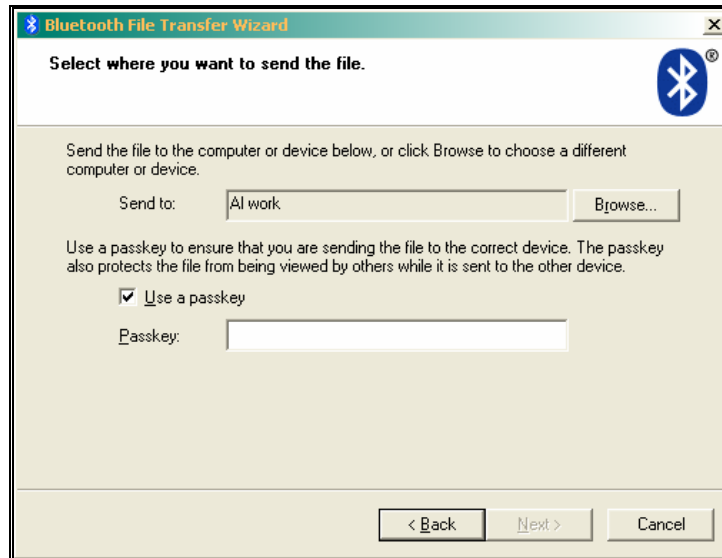 Bluetooth File Transfer Wizard
Select where you want to send the file.
®
Send the file to the computer or device below, or click Browse to choose a different
computer or device.
Send to: AI work Browse...
Use a passkey to ensure that you are sending the file to the correct device. The passkey
also protects the file from being viewed by others while it is sent to the other device.
Use a passkey
Passkey:
< Back Next > Cancel